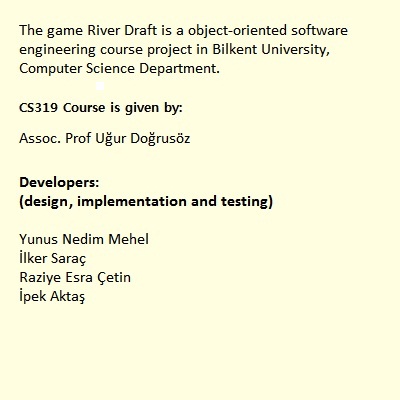 The game River Draft is a object-oriented software
engineering course project in Bilkent University,
Computer Science Department.
CS319 Course is given by:
Assoc. Prof Uğur Doğrusöz
Developers:
(design, implementation and testing)
Yunus Nedim Mehel
İlker Saraç
Raziye Esra Çetin
İpek Aktaş